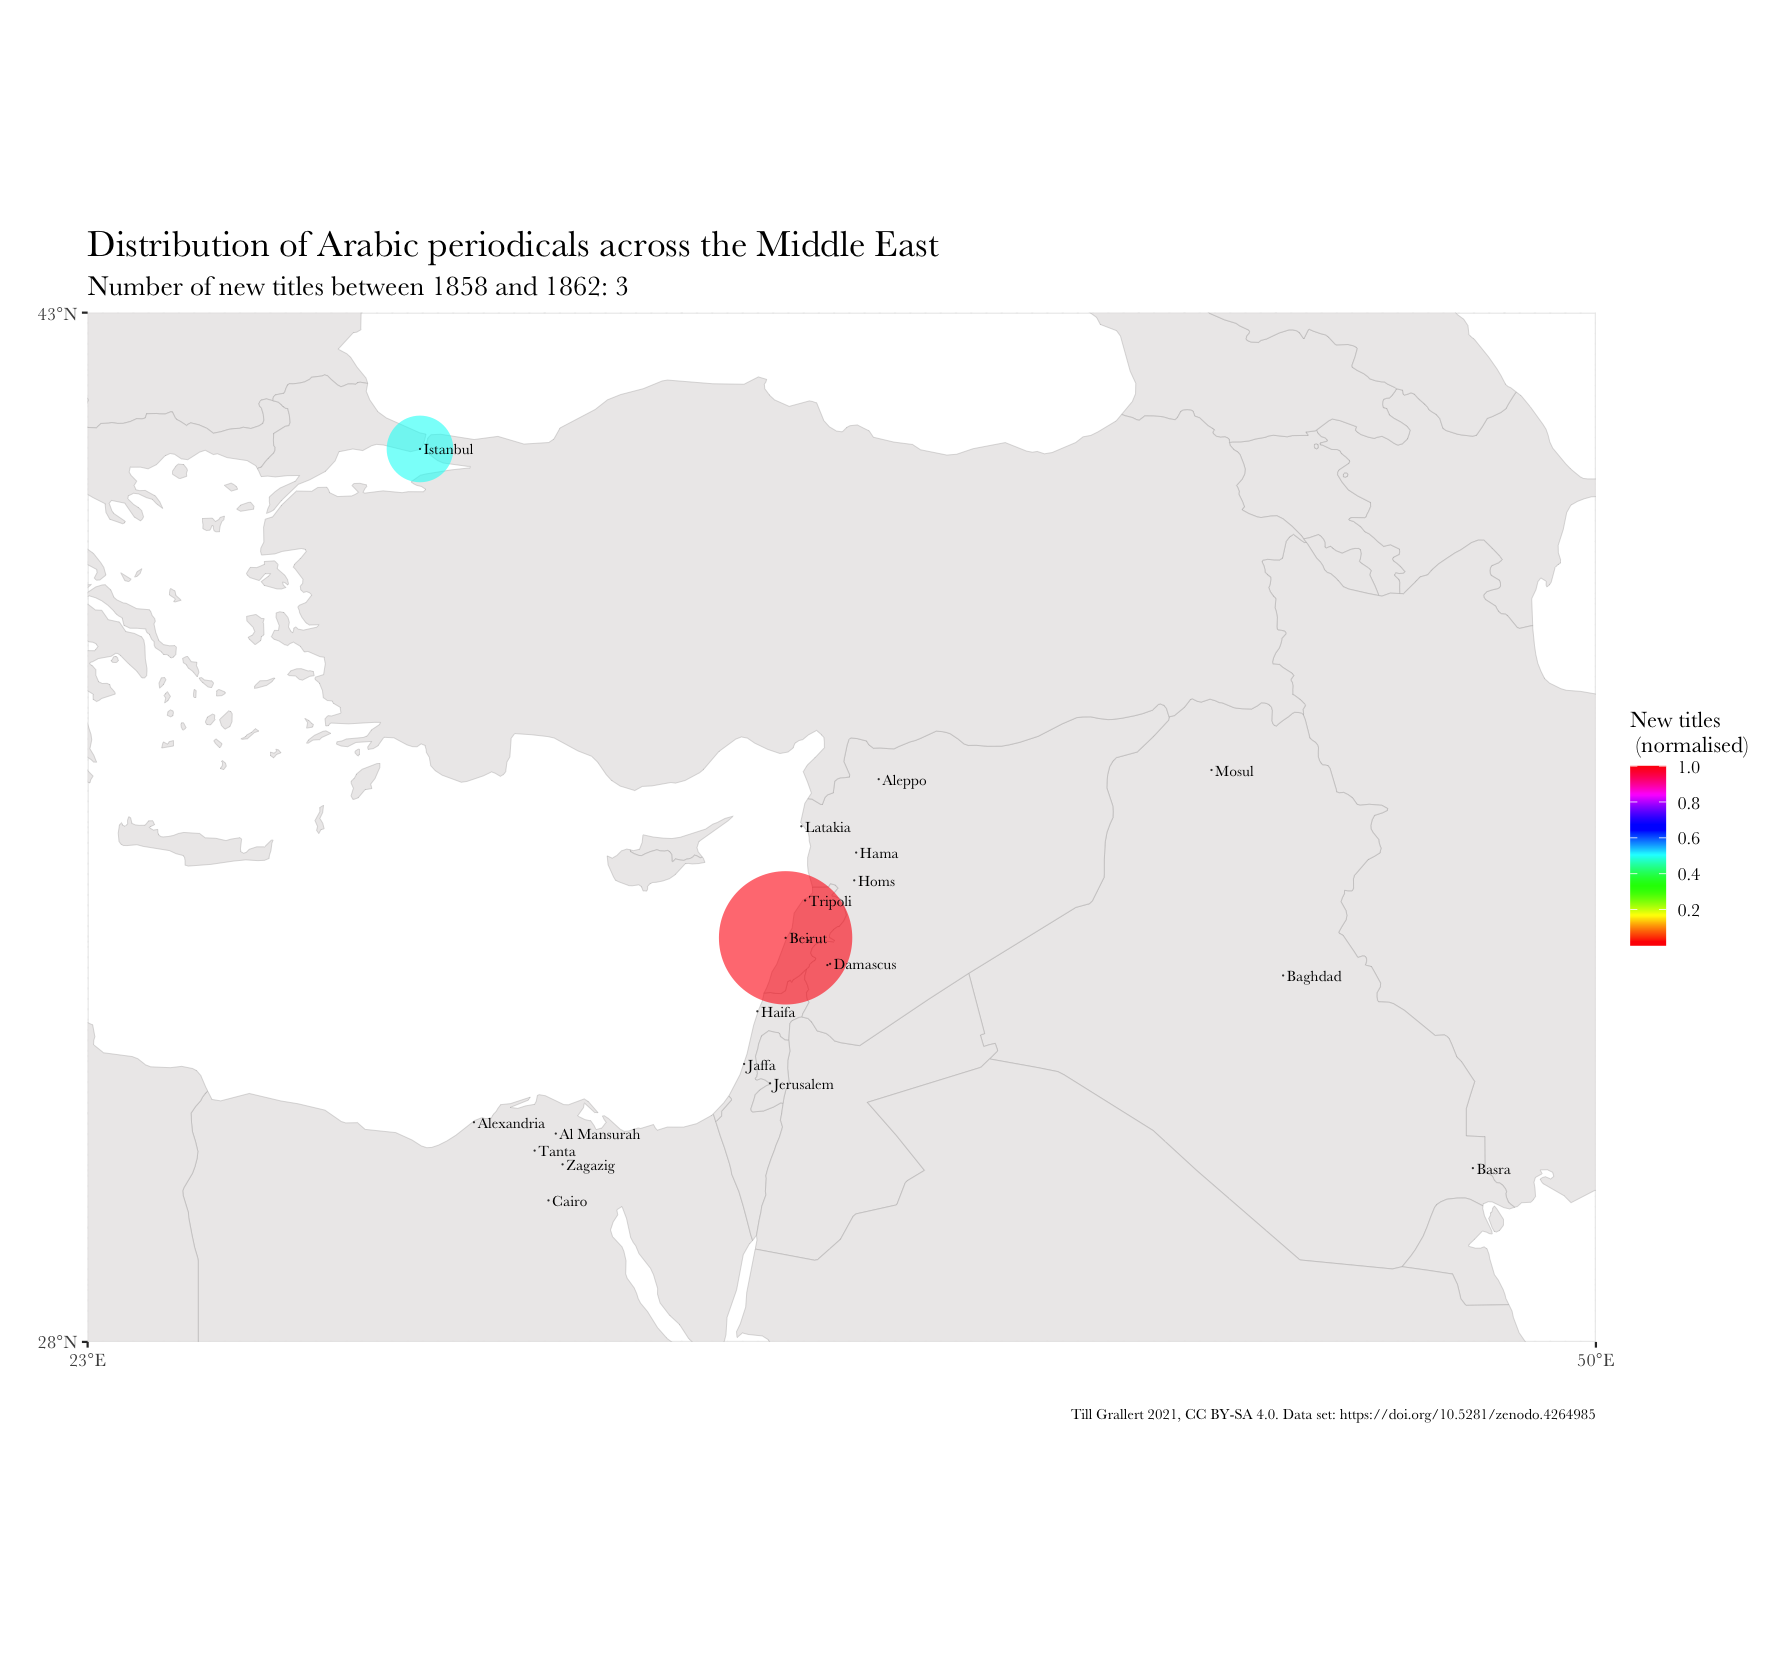 Distribution of Arabic periodicals across the Middle East
Number of new titles between 1858 and 1862: 3
43°N
Istanbul
New titles
(normalised)
1.0
0.8
0.6
0.4
0.2
Aleppo
Mosul
Latakia
Hama
Homs
Tripoli
Beirut
Damascus
Baghdad
Haifa
Jaffa
Jerusalem
Alexandria
Al Mansurah
Tanta
Zagazig
Basra
Cairo
28°N
23°E
50°E
Till Grallert 2021, CC BY-SA 4.0. Data set: https://doi.org/10.5281/zenodo.4264985